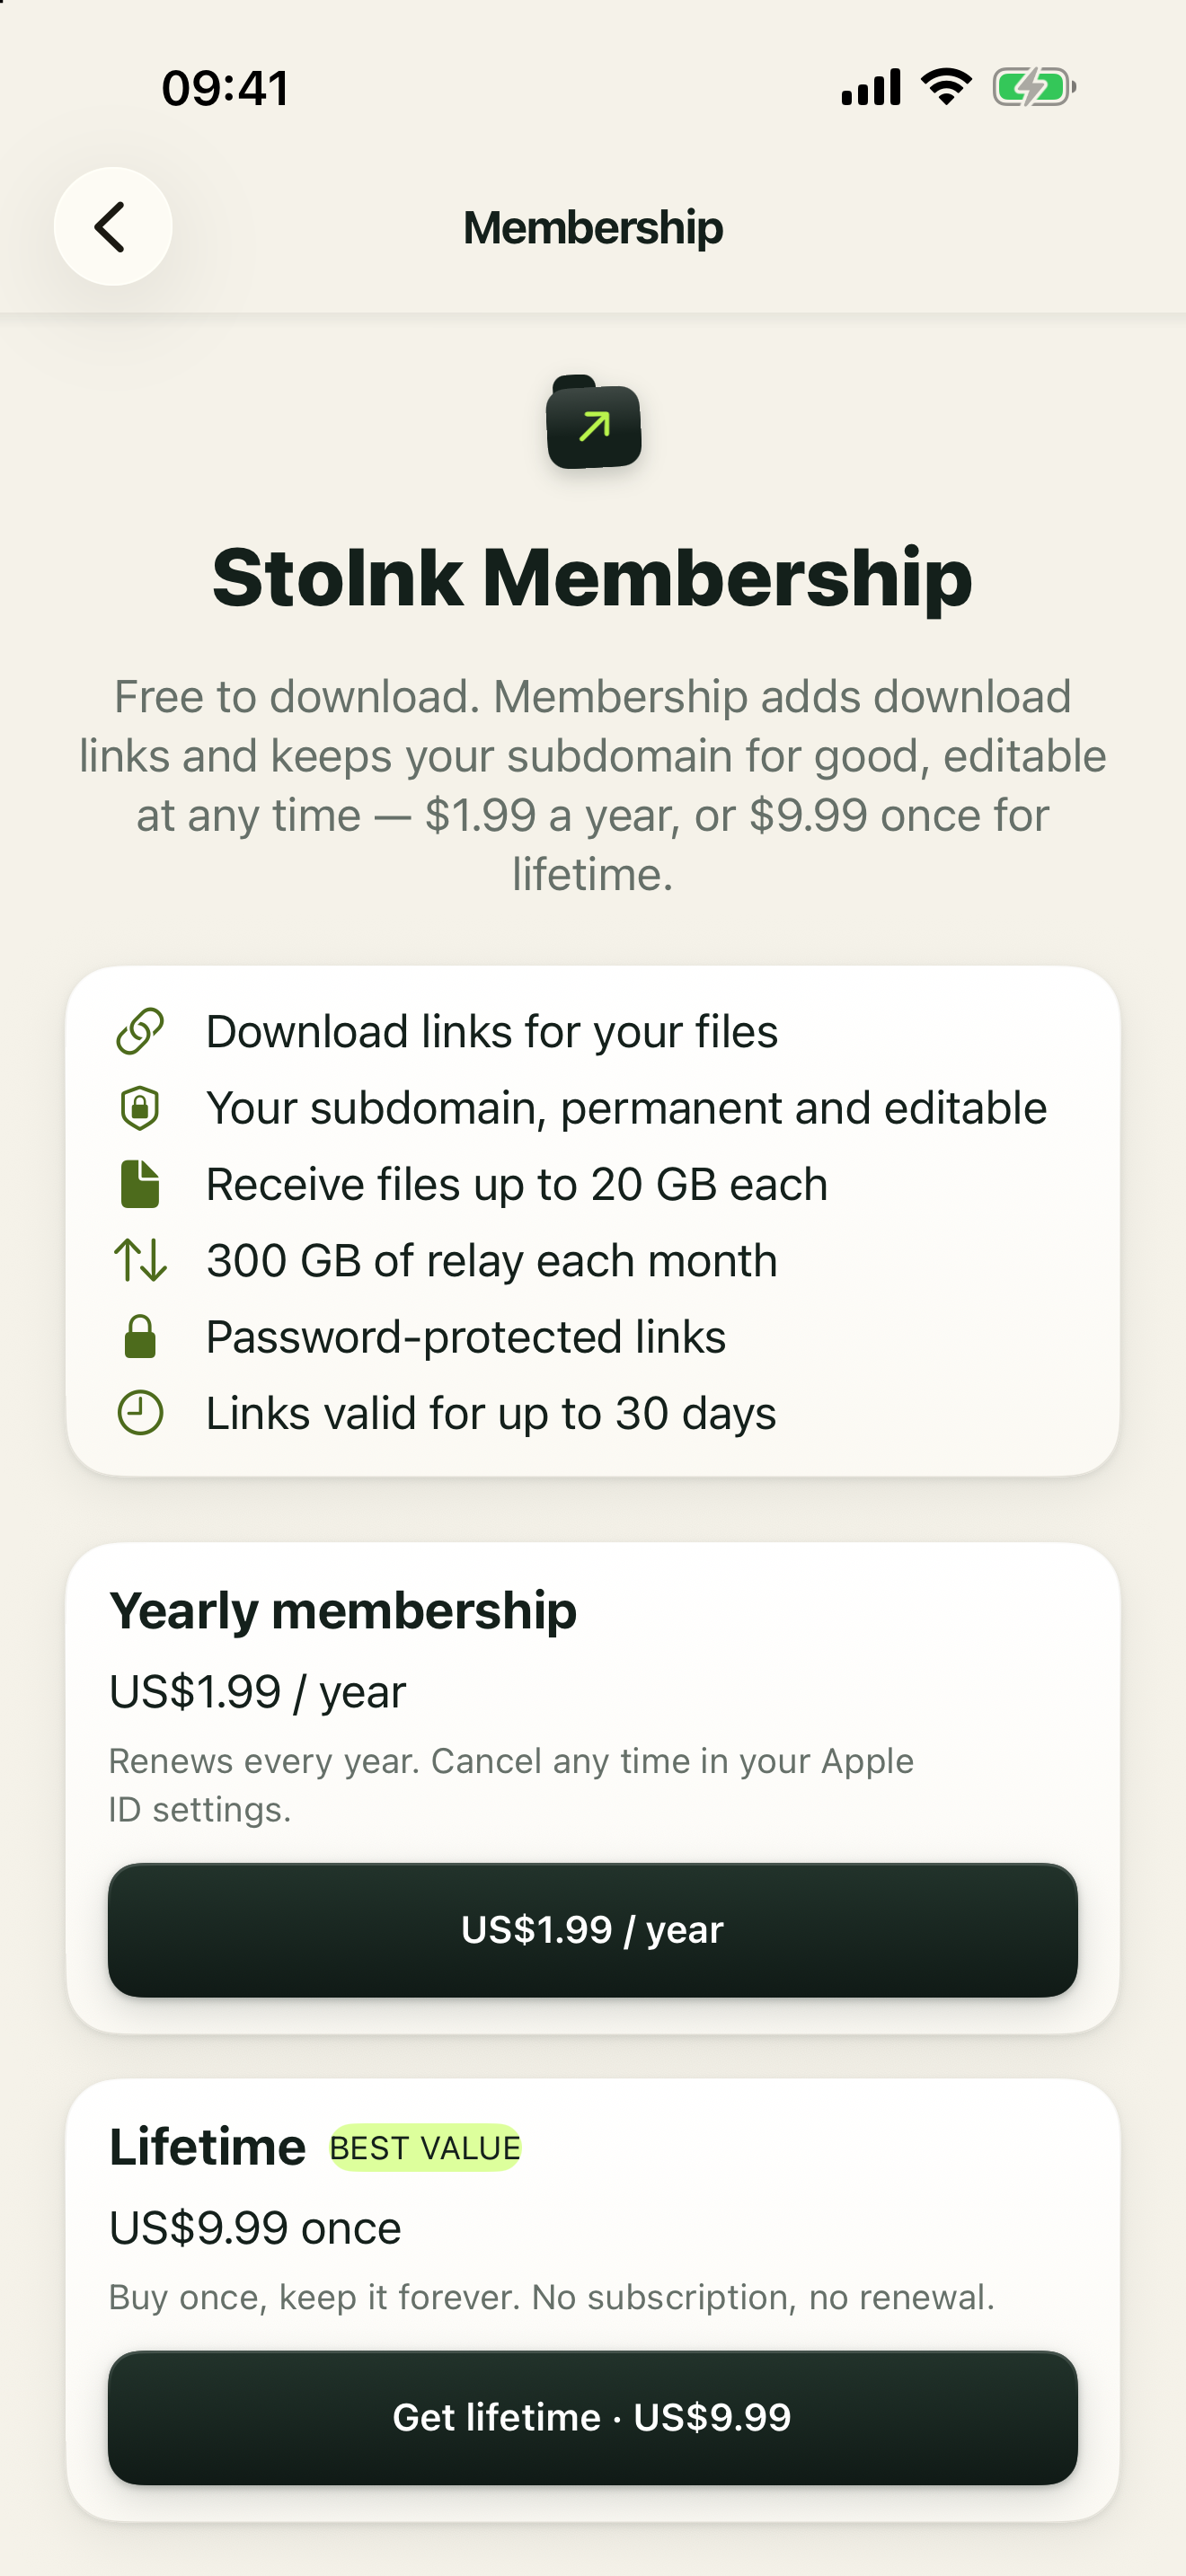 09:41
Membership
StoInk Membership
Free to download. Membership adds download
links and keeps your subdomain for good, editable
at any time — $1.99 a year, or $9.99 once for
lifetime.
Download links for your files
Your subdomain, permanent and editable
Receive files up to 20 GB each
300 GB of relay each month
Password-protected links
Links valid for up to 30 days
Yearly membership
US$1.99 / year
Renews every year. Cancel any time in your Apple
ID settings.
US$1.99 / year
Lifetime BEST VALUE
US$9.99 once
Buy once, keep it forever. No subscription, no renewal.
Get lifetime · US$9.99